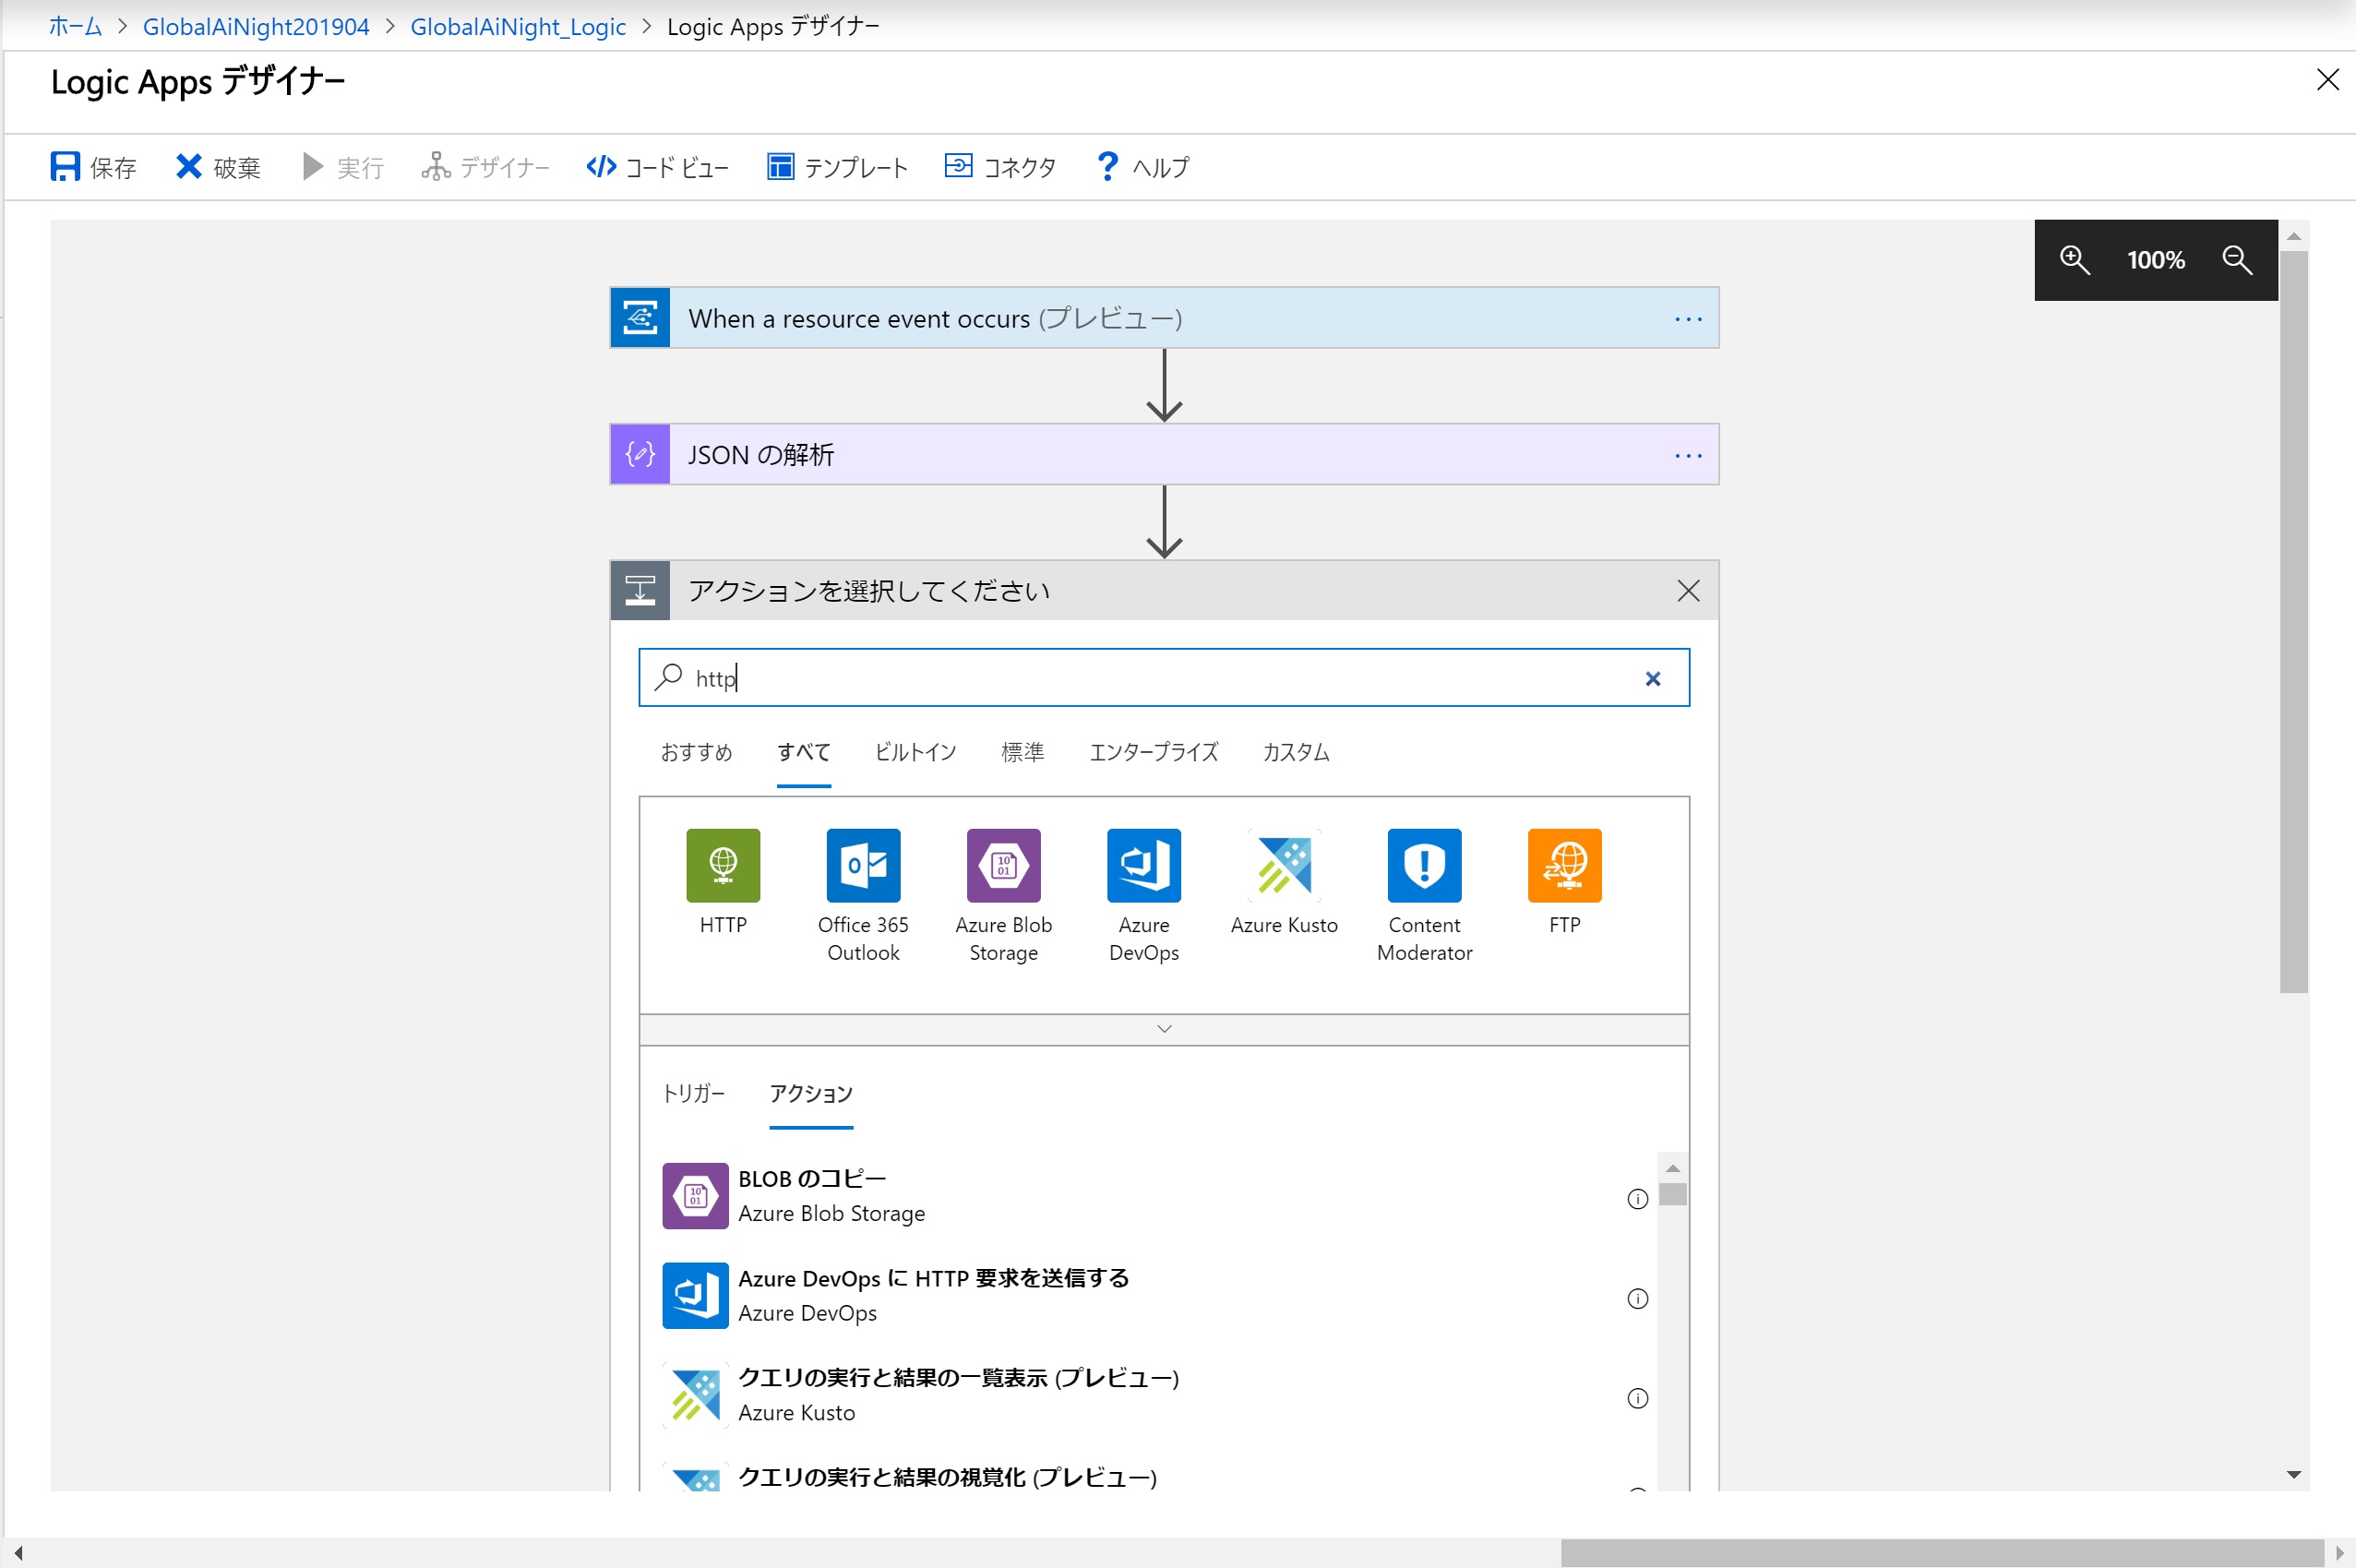 ホーム > GlobalAiNight201904 > GlobalAiNight_Logic > Logic Apps デザイナー
Logic Apps デザイナー
保存 破棄 実行 デザイナー コード ビュー テンプレート コネクタ ヘルプ
100%
When a resource event occurs (プレビュー)
JSON の解析
アクションを選択してください
http
おすすめ すべて ビルトイン 標準 エンタープライズ カスタム
HTTP
Office 365
Outlook
Azure Blob
Storage
Azure
DevOps
Azure Kusto
Content
Moderator
FTP
トリガー アクション
BLOB のコピー
Azure Blob Storage
Azure DevOps に HTTP 要求を送信する
Azure DevOps
クエリの実行と結果の一覧表示 (プレビュー)
Azure Kusto
クエリの実行と結果の視覚化 (プレビュー)